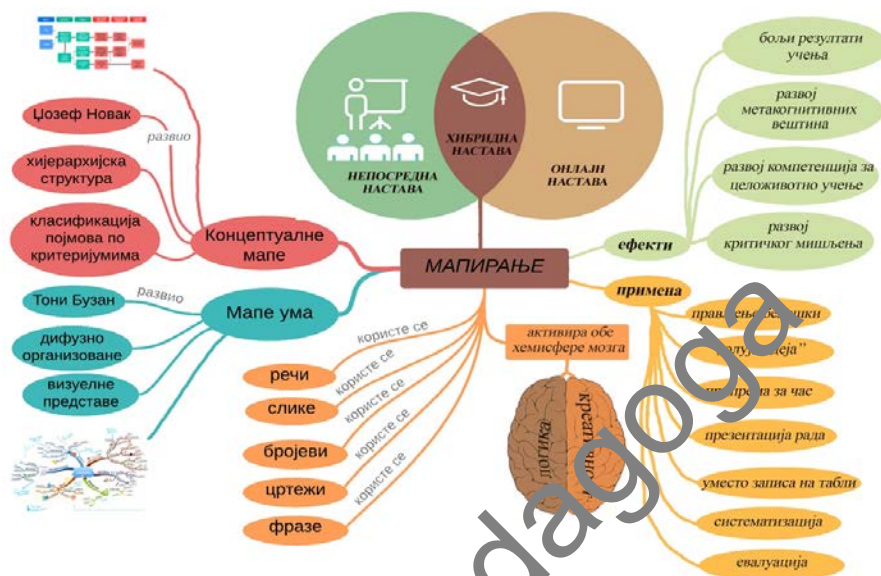 Џозеф Новак
развио
хијерархијска
структура
класификација
појмова по
критеријумима
Концептуалне
мапе
Тони Бузан
развио
дифузно
организоване
визуелне
представе
Мапе ума
НЕПОСРЕДНА
НАСТАВА
ХИБРИДНА
НАСТАВА
ОНЛАЈН
НАСТАВА
МАПИРАЊЕ
користе се
речи
користе се
слике
користе се
бројеви
користе се
цртежи
користе се
фразе
активира обе
хемисфере мозга
логика
ефекти
бољи резултати
учења
развој
метакогнитивних
вештина
развој компетенција за
целоживотно учење
развој
критичког мишљења
примена
за час
презентација рада
уместо записа на табли
систематизација
евалуација
dagoga